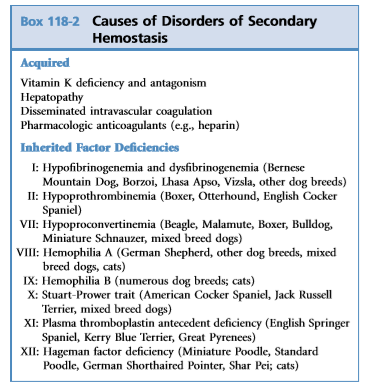 Box 118-2 Causes of Disorders of Secondary
Hemostasis
Acquired
Vitamin K deficiency and antagonism
Hepatopathy
Disseminated intravascular coagulation
Pharmacologic anticoagulants (e.g., heparin)
Inherited Factor Deficiencies
I: Hypofibrinogenemia and dysfibrinogenemia (Bernese
Mountain Dog, Borzoi, Lhasa Apso, Vizsla, other dog breeds)
II: Hypoprothrombinemia (Boxer, Otterhound, English Cocker
Spaniel)
VII: Hypoproconvertinemia (Beagle, Malamute, Boxer, Bulldog,
Miniature Schnauzer, mixed breed dogs)
VIII: Hemophilia A (German Shepherd, other dog breeds, mixed
breed dogs, cats)
IX: Hemophilia B (numerous dog breeds; cats)
X: Stuart-Prower trait (American Cocker Spaniel, Jack Russell
Terrier, mixed breed dogs)
XI: Plasma thromboplastin antecedent deficiency (English Springer
Spaniel, Kerry Blue Terrier, Great Pyrenees)
XII: Hageman factor deficiency (Miniature Poodle, Standard
Poodle, German Shorthaired Pointer, Shar Pei; cats)